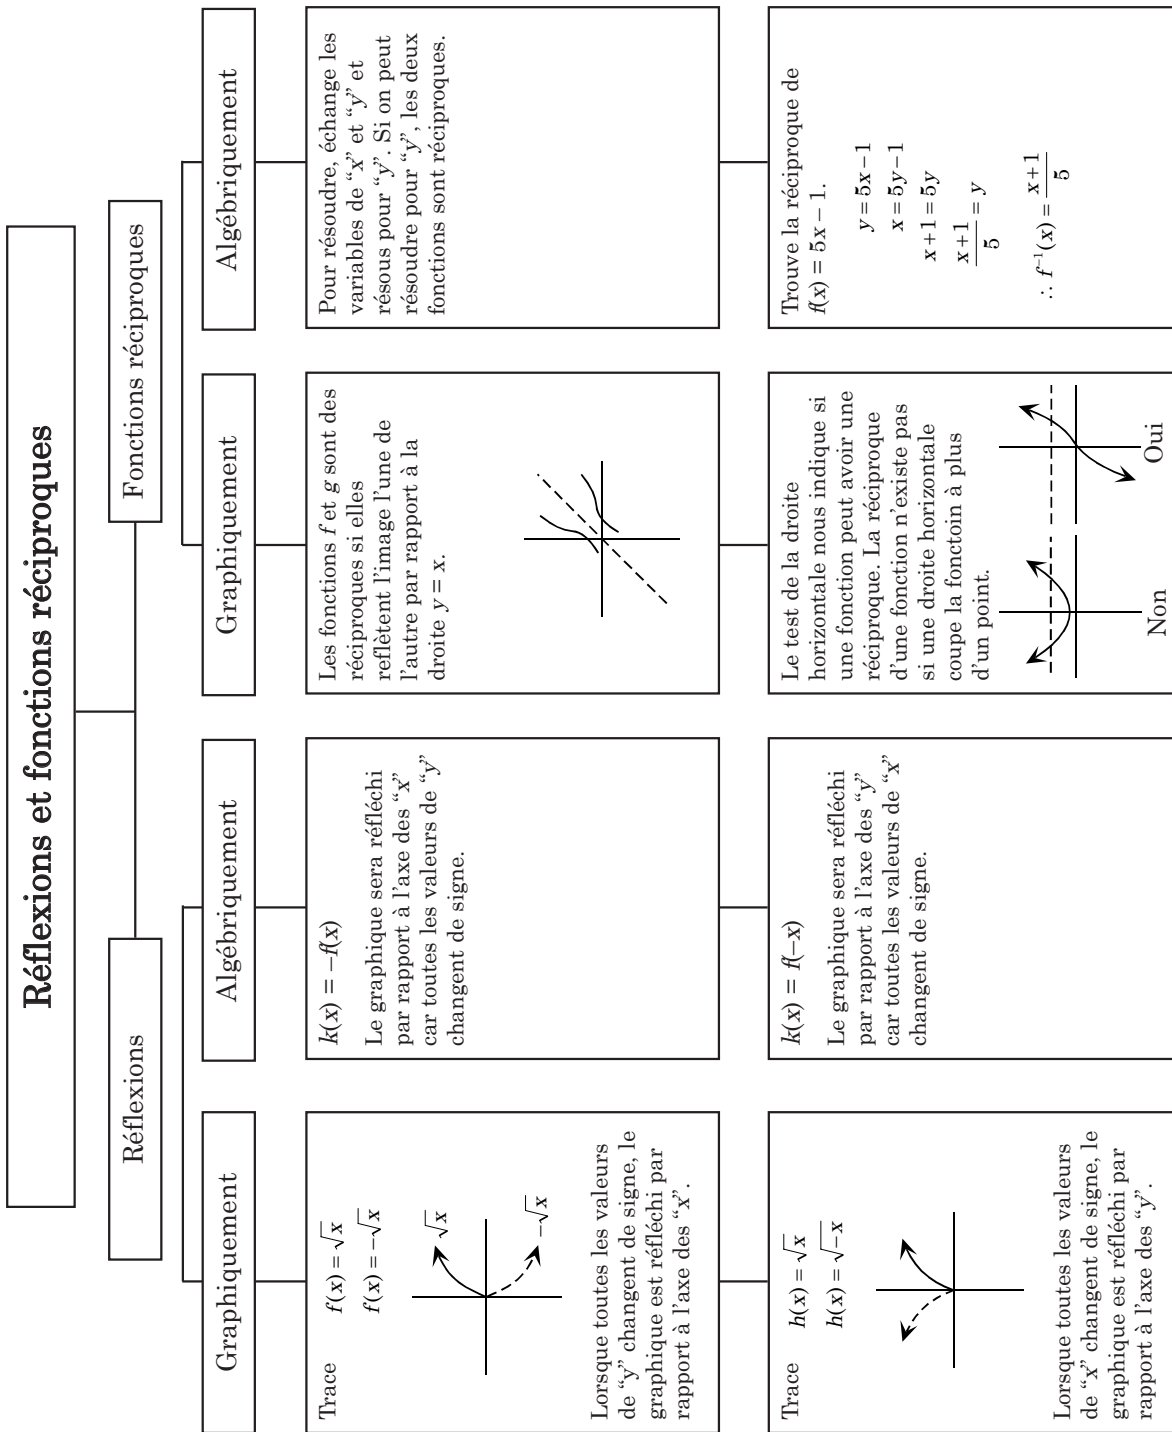 Réflexions et fonctions réciproques
Réflexions
Graphiquement
Trace
f(x) = √x
f(x) = −√x
√x
−√x
Lorsque toutes les valeurs
de “y” changent de signe, le
graphique est réfléchi par
rapport à l'axe des “x”.
Trace
h(x) = √x
h(x) = √−x
Lorsque toutes les valeurs
de “x” changent de signe, le
graphique est réfléchi par
rapport à l'axe des “y”.
Algébriquement
k(x) = −f(x)
Le graphique sera réfléchi
par rapport à l'axe des “x”
car toutes les valeurs de “y”
changent de signe.
k(x) = f(−x)
Le graphique sera réfléchi
par rapport à l'axe des “y”
car toutes les valeurs de “x”
changent de signe.
Fonctions réciproques
Graphiquement
Les fonctions f et g sont des
réciproques si elles
reflètent l'image l'une de
l'autre par rapport à la
droite y = x.
Le test de la droite
horizontale nous indique si
une fonction peut avoir une
réciproque. La réciproque
d'une fonction n'existe pas
si une droite horizontale
coupe la fonctoin à plus
d'un point.
Non
Oui
Algébriquement
Pour résoudre, échange les
variables de “x” et “y” et
résous pour “y”. Si on peut
résoudre pour “y”, les deux
fonctions sont réciproques.
Trouve la réciproque de
f(x) = 5x − 1.
y = 5x − 1
x = 5y − 1
x + 1 = 5y
x + 1 / 5 = y
∴ f⁻¹(x) = x + 1 / 5